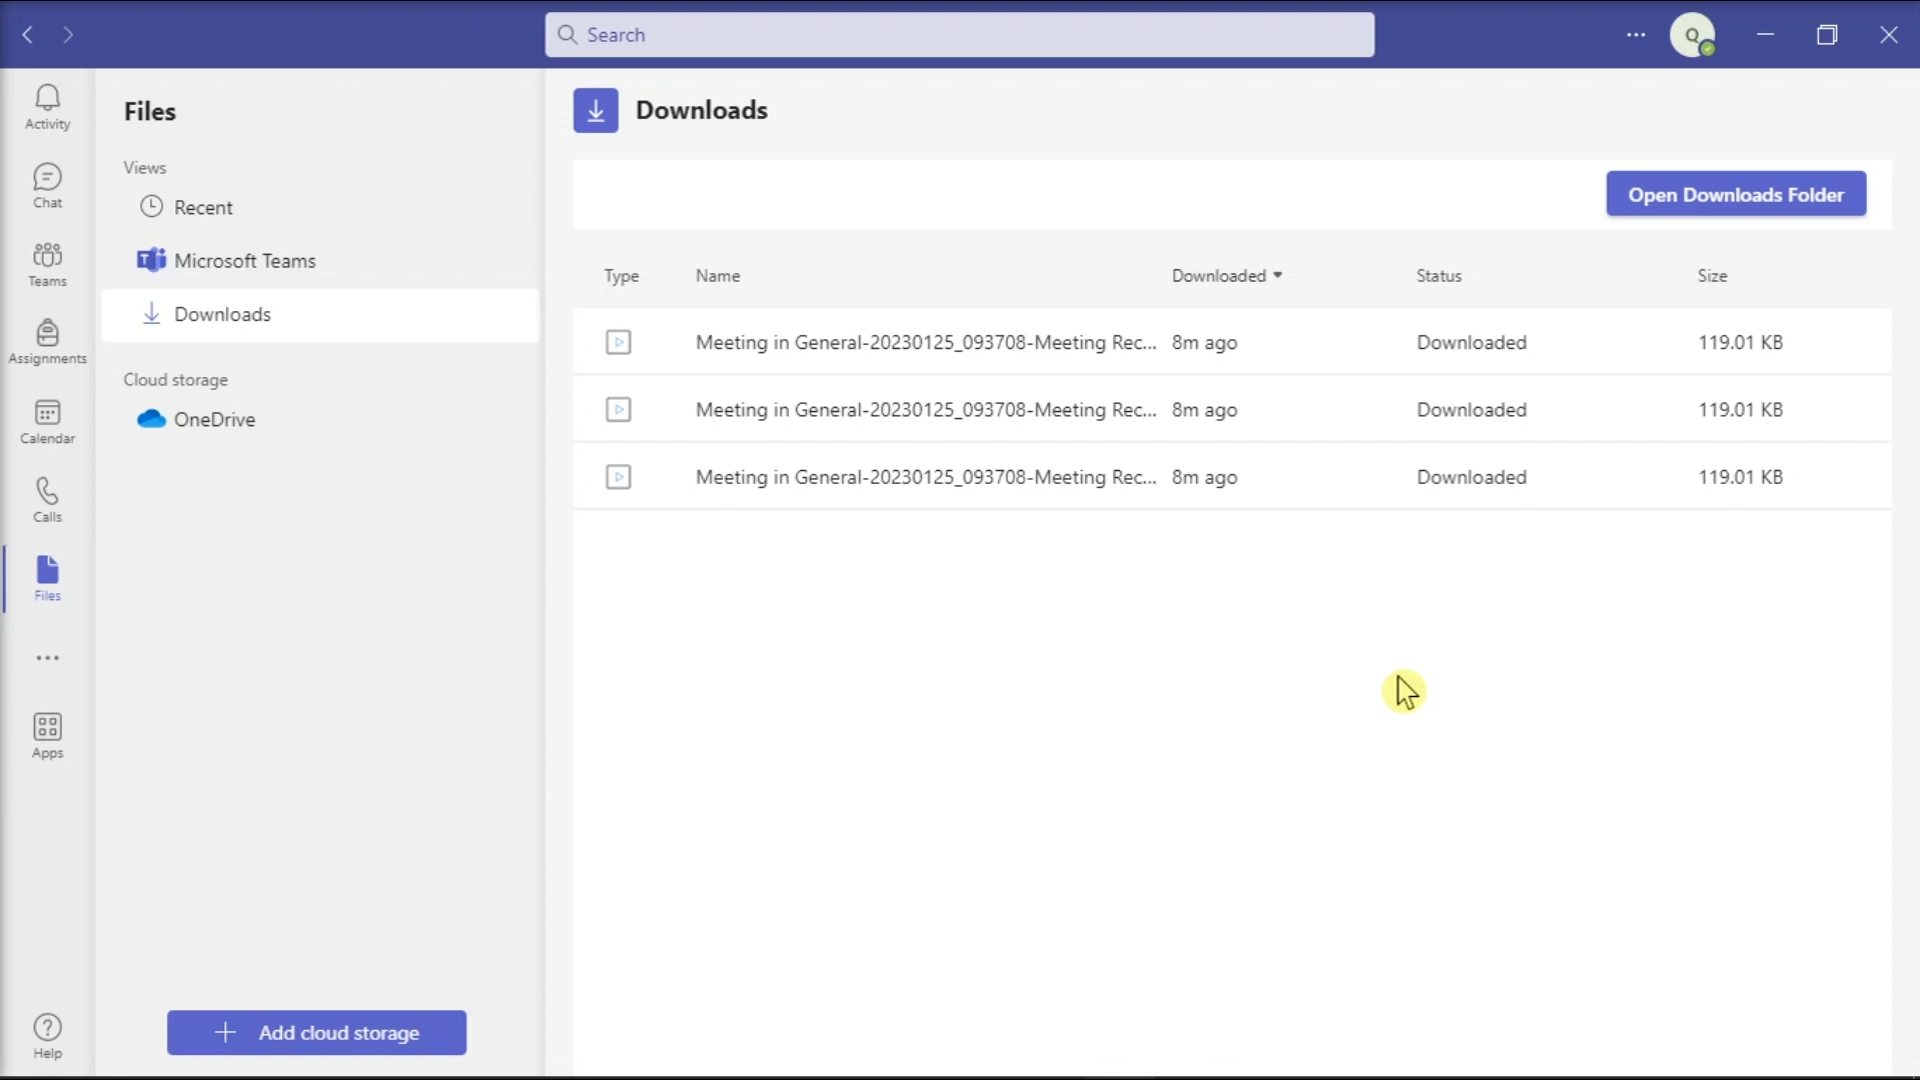 Search
Q
Activity
Chat
Teams
Assignments
Calendar
Calls
Files
Apps
Help
Files
Views
Recent
Microsoft Teams
Downloads
Cloud storage
OneDrive
Add cloud storage
Downloads
Open Downloads Folder
Type Name Downloaded Status Size
Meeting in General-20230125_093708-Meeting Rec... 8m ago Downloaded 119.01 KB
Meeting in General-20230125_093708-Meeting Rec... 8m ago Downloaded 119.01 KB
Meeting in General-20230125_093708-Meeting Rec... 8m ago Downloaded 119.01 KB